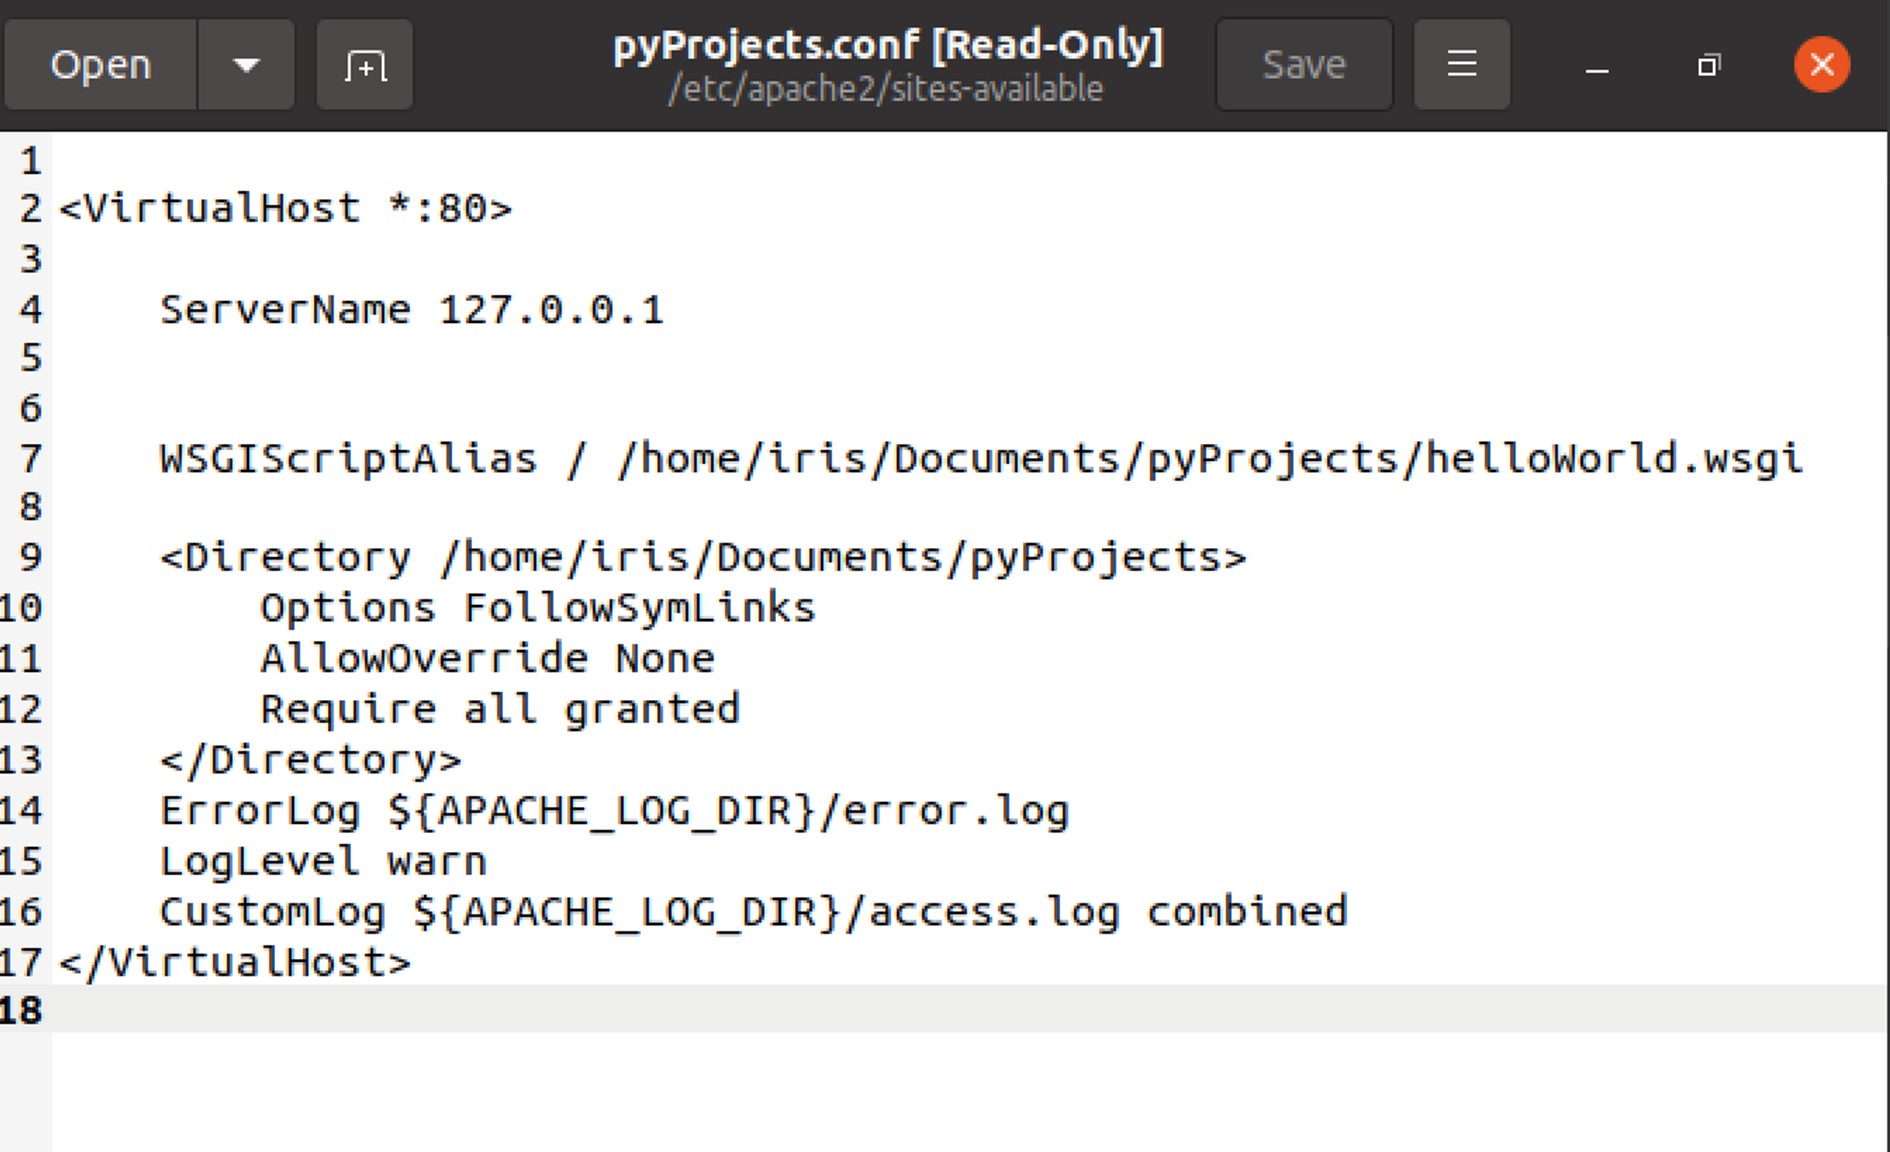 Open
pyProjects.conf [Read-Only]
/etc/apache2/sites-available
Save
1
2 <VirtualHost *:80>
3
4     ServerName 127.0.0.1
5
6
7     WSGIScriptAlias / /home/iris/Documents/pyProjects/helloWorld.wsgi
8
9     <Directory /home/iris/Documents/pyProjects>
10         Options FollowSymLinks
11         AllowOverride None
12         Require all granted
13     </Directory>
14     ErrorLog ${APACHE_LOG_DIR}/error.log
15     LogLevel warn
16     CustomLog ${APACHE_LOG_DIR}/access.log combined
17 </VirtualHost>
18